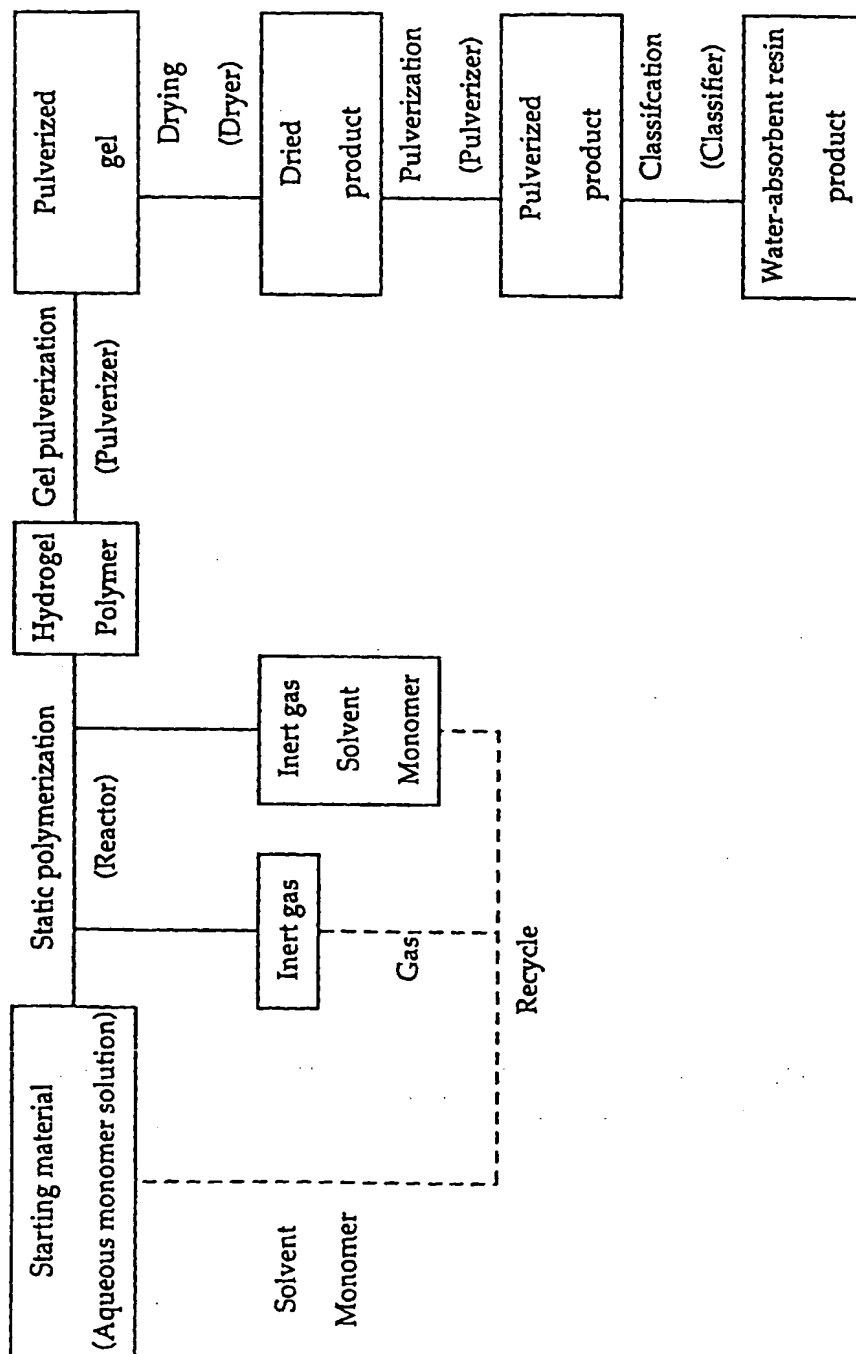 Starting material
(Aqueous monomer solution)
Static polymerization
(Reactor)
Hydrogel
Polymer
Gel pulverization
(Pulverizer)
Pulverized
gel
Drying
(Dryer)
Dried
product
Pulverization
(Pulverizer)
Pulverized
product
Classifcation
(Classifier)
Water-absorbent resin
product
Inert gas
Inert gas
Solvent
Monomer
Solvent
Monomer
Gas
Recycle